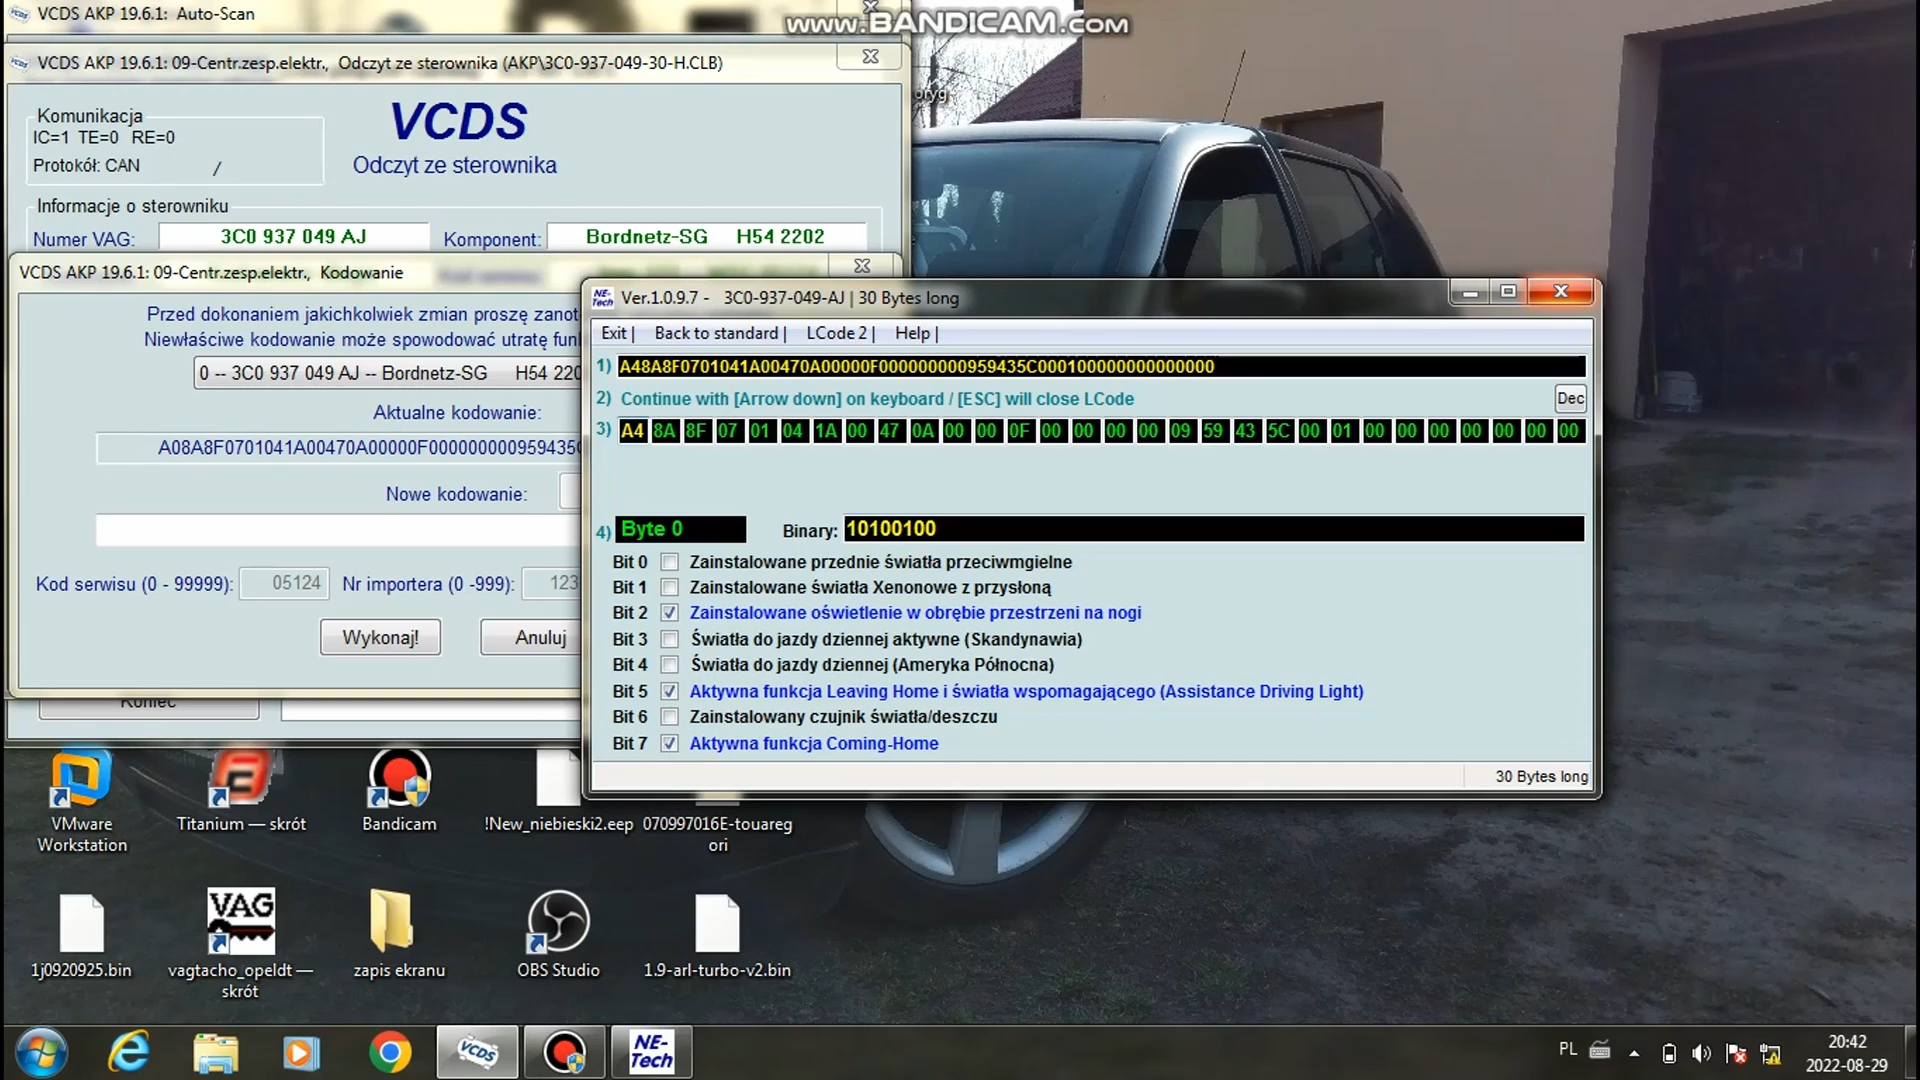 VCDS AKP 19.6.1: Auto-Scan
www.BANDICAM.com
VCDS AKP 19.6.1: 09-Centr.zesp.elektr., Odczyt ze sterownika (AKP\3C0-937-049-30-H.CLB)
oryg
Komunikacja
IC=1 TE=0 RE=0
Protokół: CAN /
VCDS
Odczyt ze sterownika
Informacje o sterowniku
Numer VAG: 3C0 937 049 AJ Komponent: Bordnetz-SG H54 2202
VCDS AKP 19.6.1: 09-Centr.zesp.elektr., Kodowanie
Przed dokonaniem jakichkolwiek zmian proszę zanot
Niewłaściwe kodowanie może spowodować utratę fun
0 -- 3C0 937 049 AJ -- Bordnetz-SG H54 220
Aktualne kodowanie:
A08A8F0701041A00470A00000F000000000959435
Nowe kodowanie:
Kod serwisu (0 - 99999): 05124 Nr importera (0 -999): 123
Wykonaj! Anuluj
Koniec
NE-Tech Ver.1.0.9.7 - 3C0-937-049-AJ | 30 Bytes long
Exit | Back to standard | LCode 2 | Help |
1) A48A8F0701041A00470A00000F000000000959435C000100000000000000
2) Continue with [Arrow down] on keyboard / [ESC] will close LCode Dec
3) A4 8A 8F 07 01 04 1A 00 47 0A 00 00 0F 00 00 00 00 09 59 43 5C 00 01 00 00 00 00 00 00 00
4) Byte 0 Binary: 10100100
Bit 0 Zainstalowane przednie światła przeciwmgielne
Bit 1 Zainstalowane światła Xenonowe z przysłoną
Bit 2 Zainstalowane oświetlenie w obrębie przestrzeni na nogi
Bit 3 Światła do jazdy dziennej aktywne (Skandynawia)
Bit 4 Światła do jazdy dziennej (Ameryka Północna)
Bit 5 Aktywna funkcja Leaving Home i światła wspomagającego (Assistance Driving Light)
Bit 6 Zainstalowany czujnik światła/deszczu
Bit 7 Aktywna funkcja Coming-Home
30 Bytes long
VMware Workstation
Titanium — skrót
Bandicam
!New_niebieski2.eep
070997016E-touareg ori
1j0920925.bin
VAG
vagtacho_opeldt — skrót
zapis ekranu
OBS Studio
1.9-arl-turbo-v2.bin
VCDS
NE-Tech
PL
20:42
2022-08-29